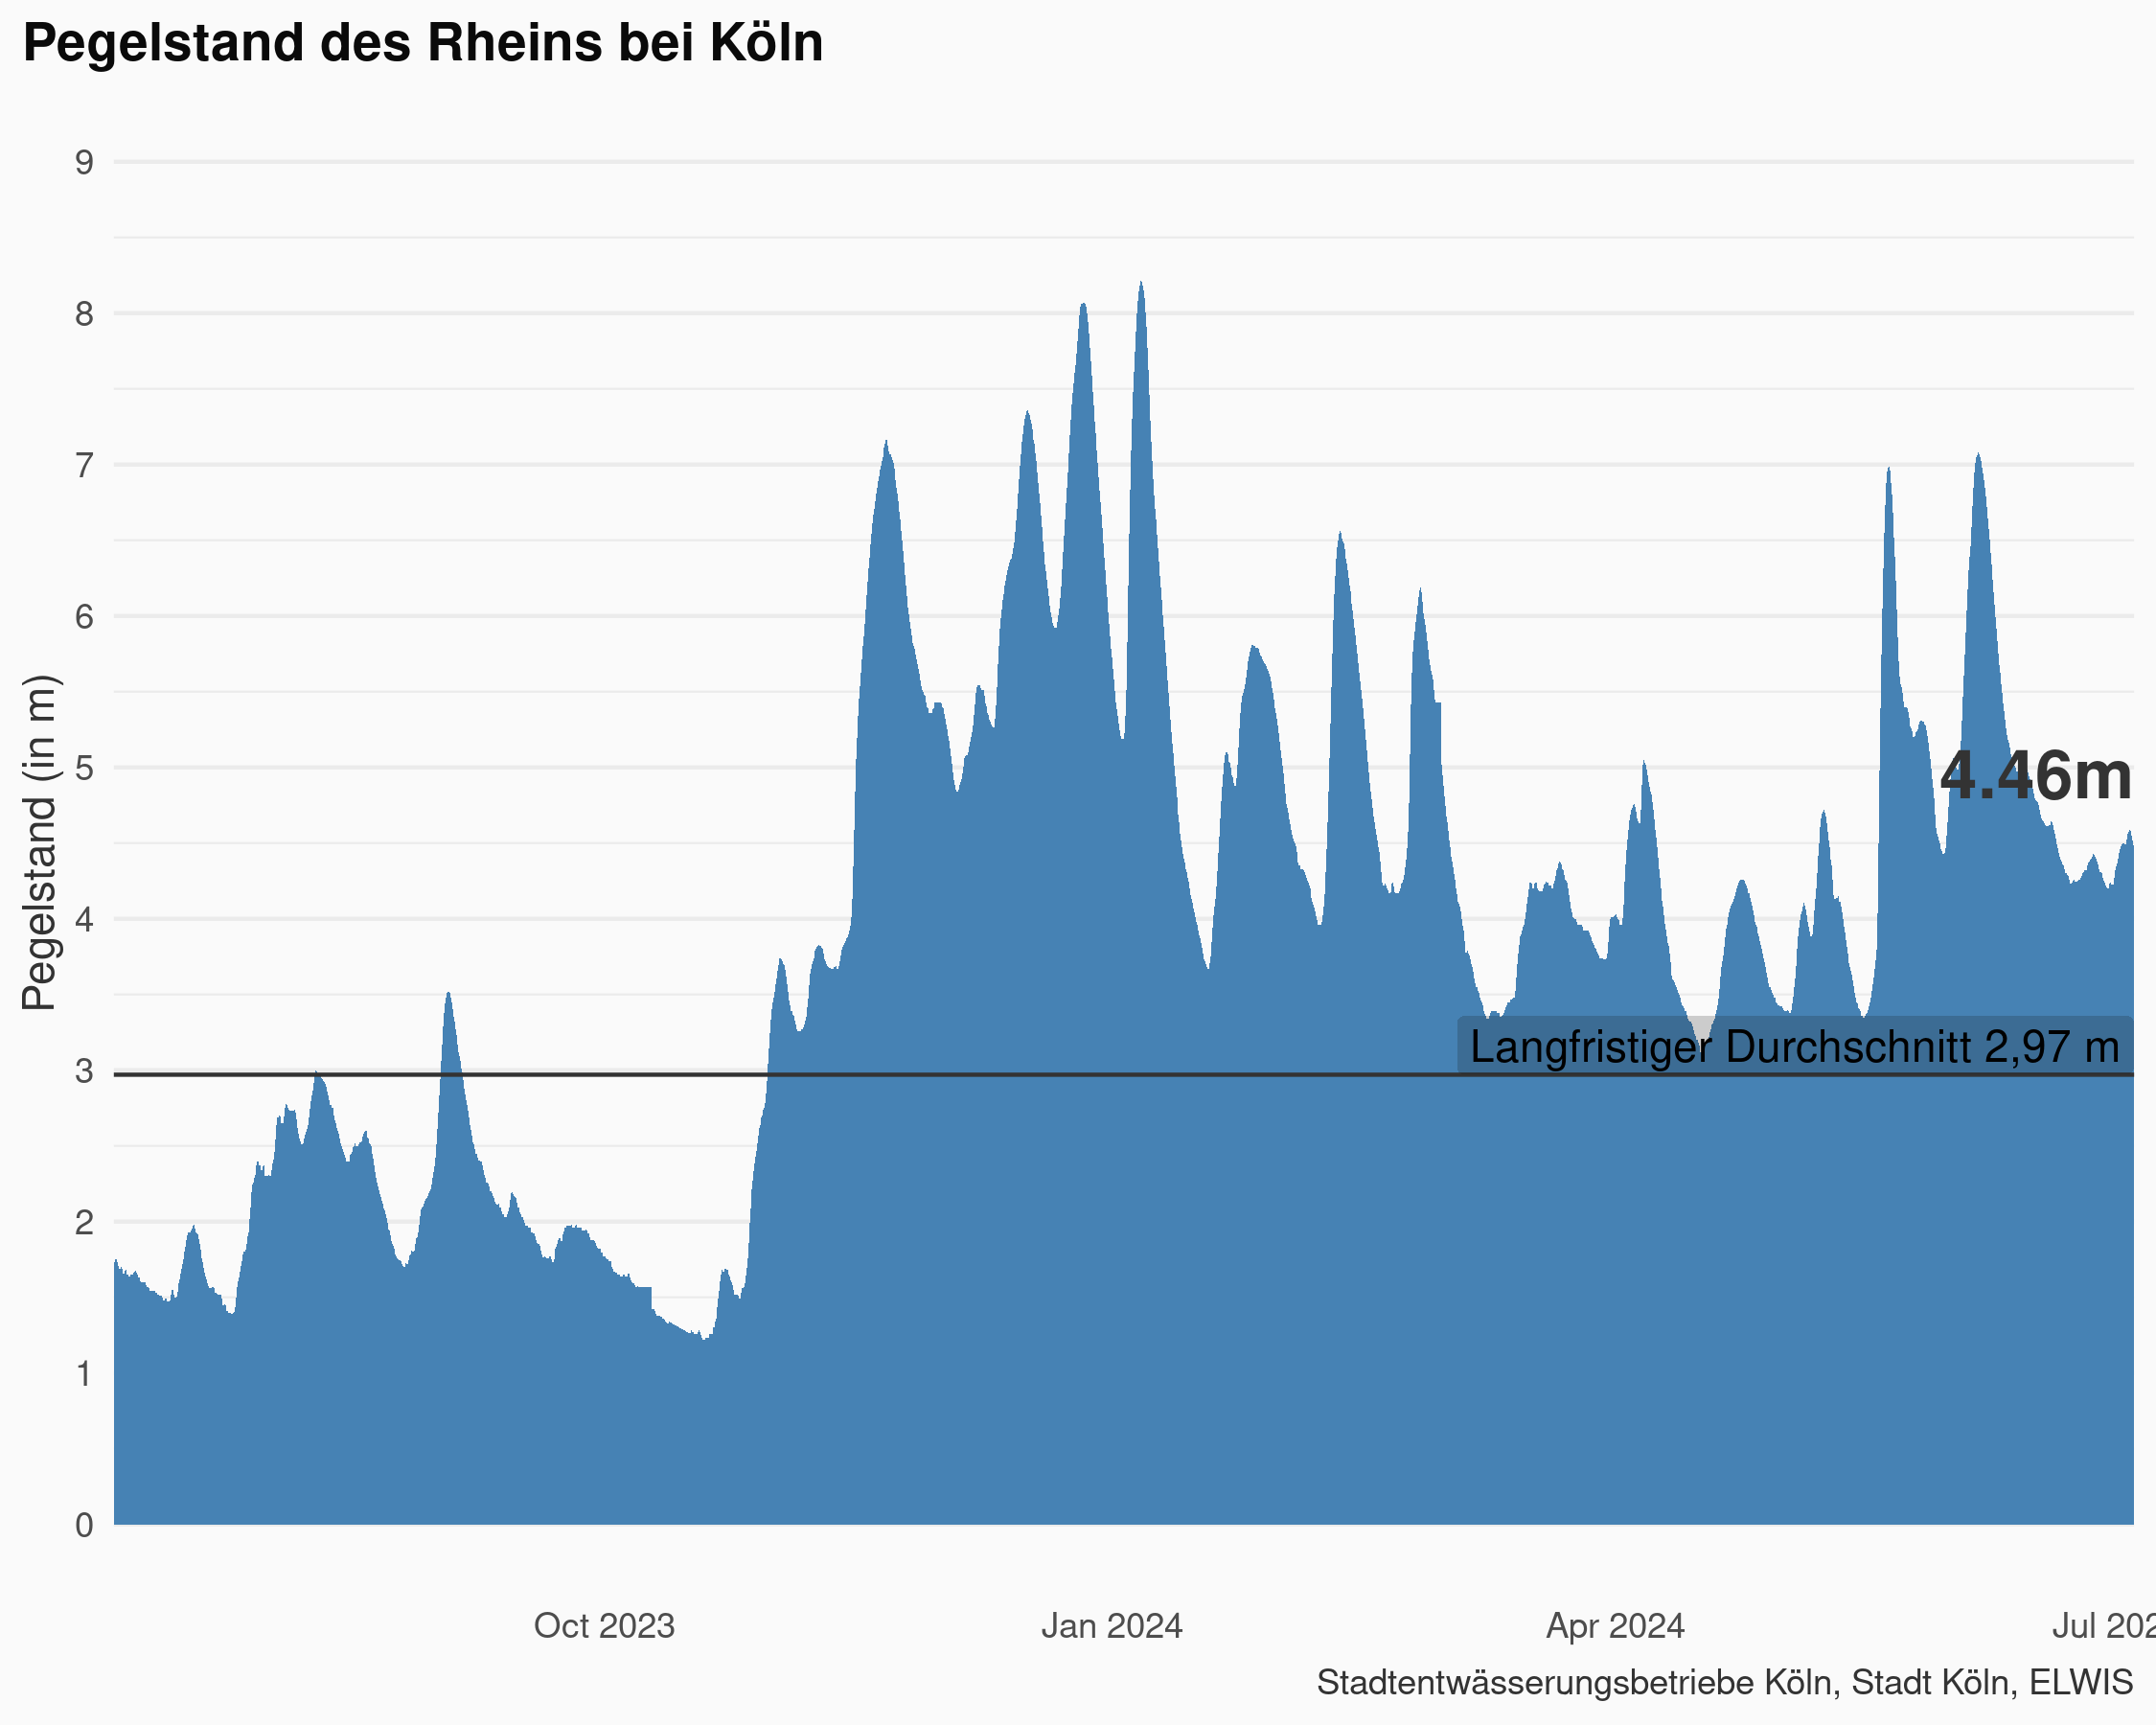 Pegelstand des Rheins bei Köln
Pegelstand (in m)
9
8
7
6
5
4
3
2
1
0
4.46m
Langfristiger Durchschnitt 2,97 m
Oct 2023
Jan 2024
Apr 2024
Jul 202
Stadtentwässerungsbetriebe Köln, Stadt Köln, ELWIS